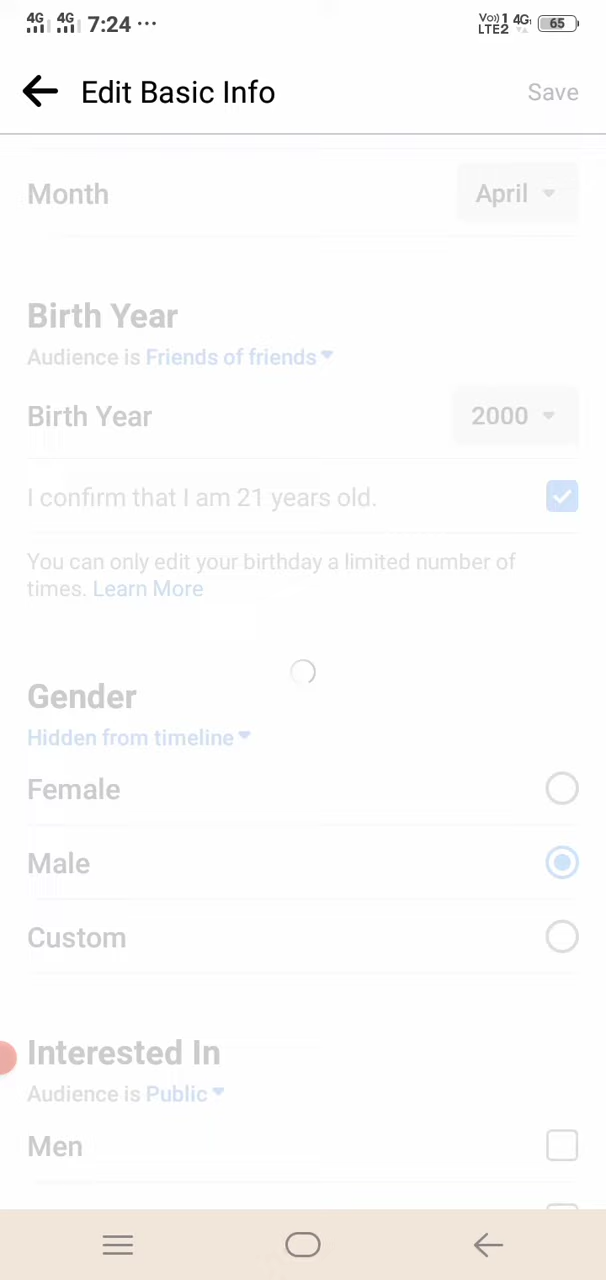 4G 4G 7:24 ··· Vo)) 1 4G
LTE2 65
Edit Basic Info Save
Month April
Birth Year
Audience is Friends of friends
Birth Year 2000
I confirm that I am 21 years old.
You can only edit your birthday a limited number of
times. Learn More
Gender
Hidden from timeline
Female
Male
Custom
Interested In
Audience is Public
Men